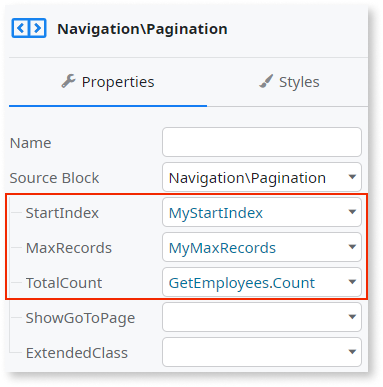 Navigation\Pagination
Properties
Styles
Name
Source Block Navigation\Pagination
StartIndex MyStartIndex
MaxRecords MyMaxRecords
TotalCount GetEmployees.Count
ShowGoToPage
ExtendedClass